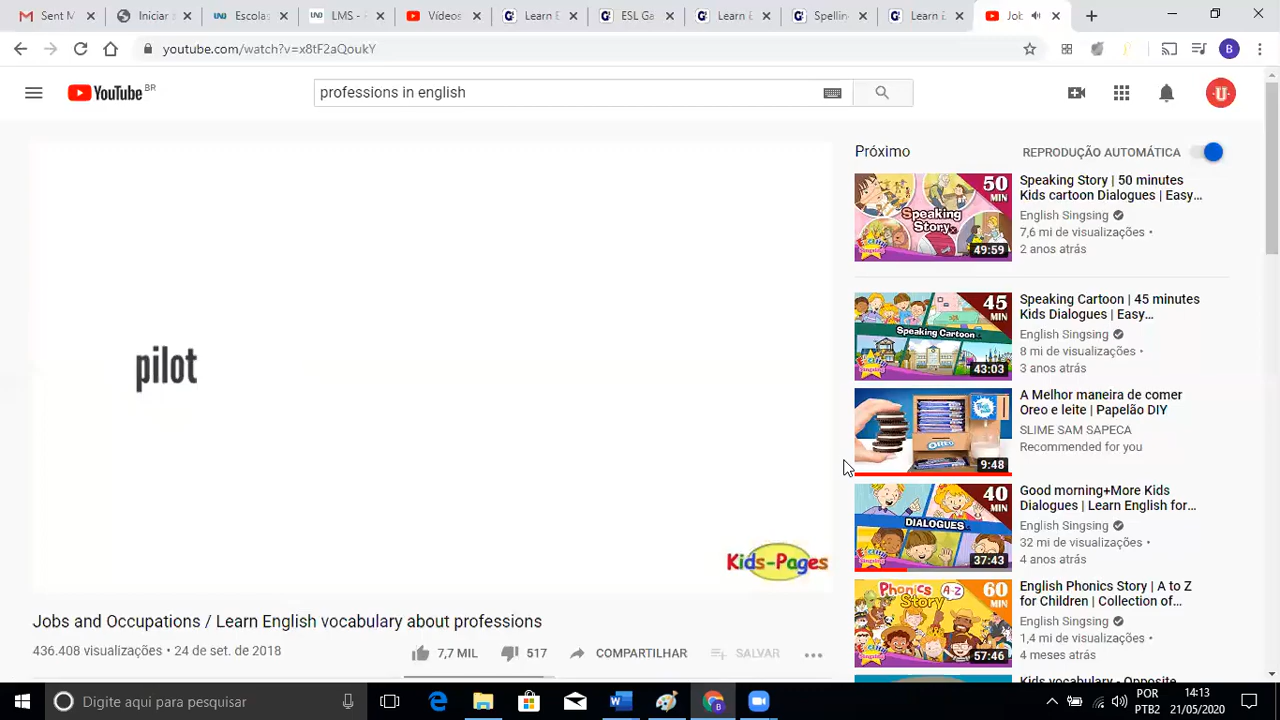 Sent M
Iniciar
Escolas
LMS -
Vídeos
Learn E
ESL Ga
Learn E
Spelling
Learn E
Job
youtube.com/watch?v=x8tF2aQoukY
YouTube BR
professions in english
U
B
pilot
Kids-Pages
Jobs and Occupations / Learn English vocabulary about professions
436.408 visualizações • 24 de set. de 2018
7,7 MIL
517
COMPARTILHAR
SALVAR
Próximo
REPRODUÇÃO AUTOMÁTICA
50 MIN
Speaking Story
49:59
Speaking Story | 50 minutes
Kids cartoon Dialogues | Easy...
English Singsing
7,6 mi de visualizações •
2 anos atrás
45 MIN
Speaking Cartoon
43:03
Speaking Cartoon | 45 minutes
Kids Dialogues | Easy...
English Singsing
8 mi de visualizações •
3 anos atrás
OREO
9:48
A Melhor maneira de comer
Oreo e leite | Papelão DIY
SLIME SAM SAPECA
Recommended for you
40 MIN
DIALOGUES
37:43
Good morning+More Kids
Dialogues | Learn English for...
English Singsing
32 mi de visualizações •
4 anos atrás
Phonics Story A-Z
60 MIN
57:46
English Phonics Story | A to Z
for Children | Collection of...
English Singsing
1,4 mi de visualizações •
4 meses atrás
Kids vocabulary - Opposite
Digite aqui para pesquisar
POR
PTB2
14:13
21/05/2020